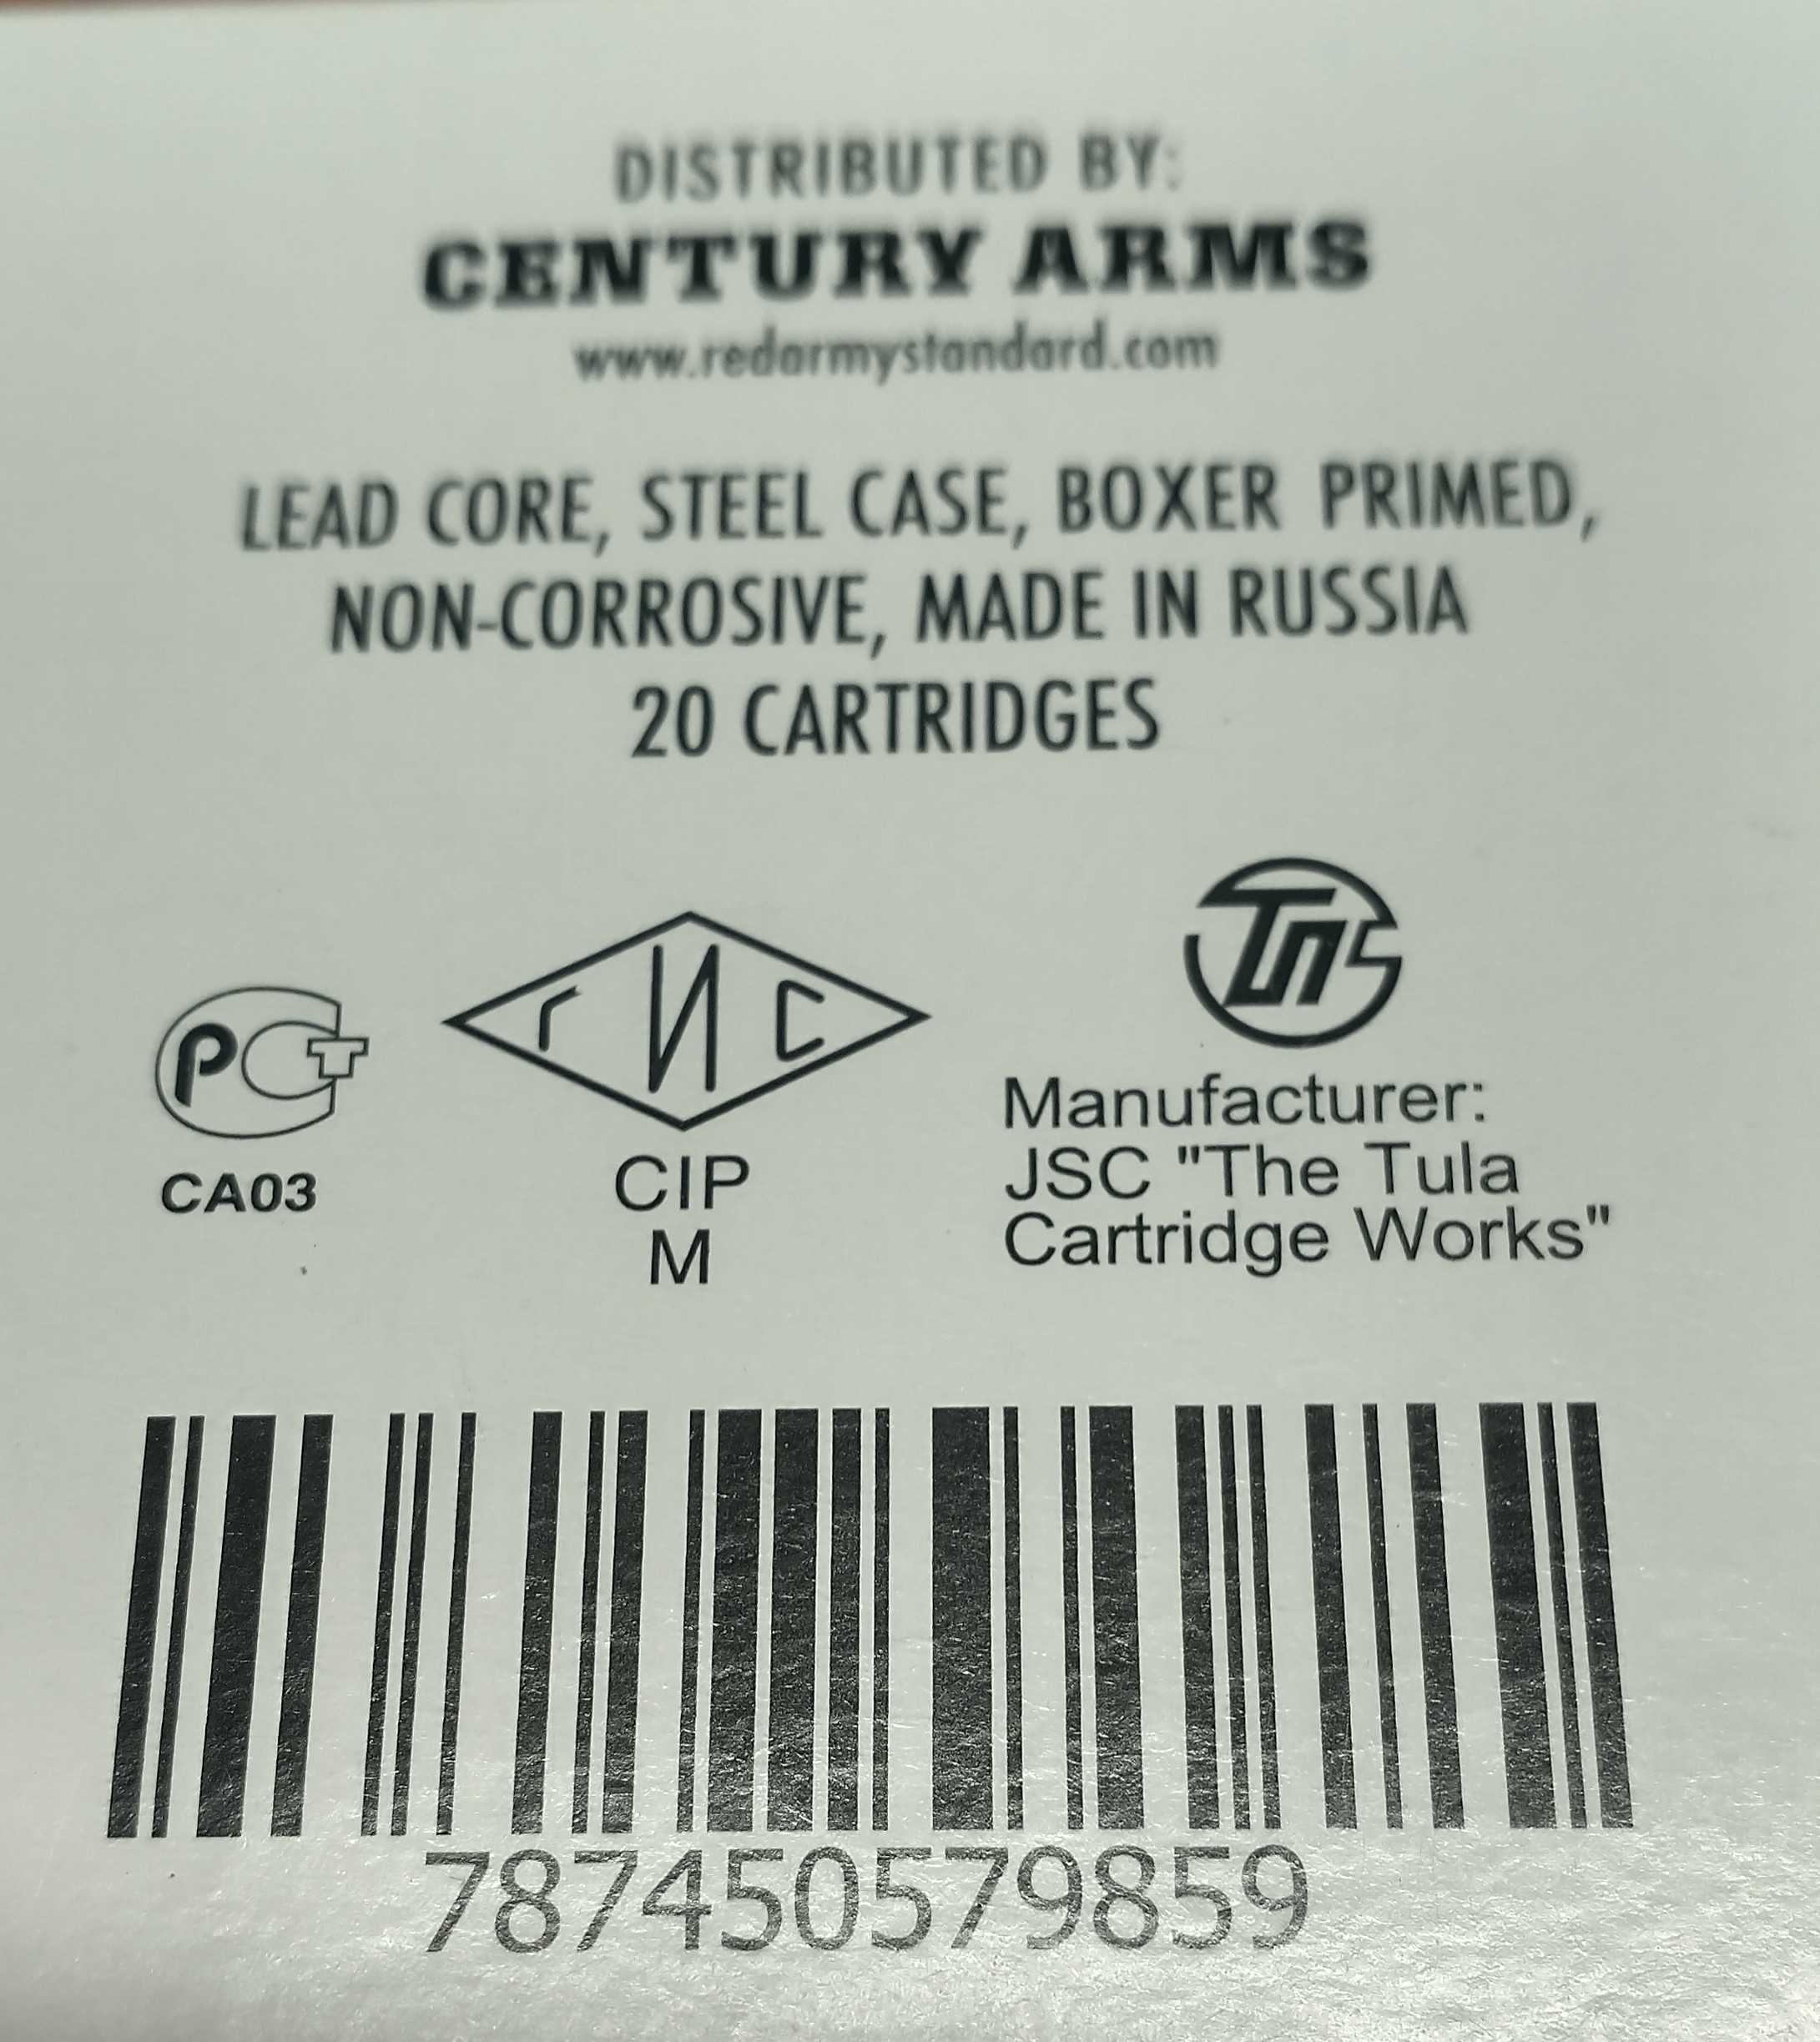 DISTRIBUTED BY:
CENTURY ARMS
www.redarmystandard.com
LEAD CORE, STEEL CASE, BOXER PRIMED,
NON-CORROSIVE, MADE IN RUSSIA
20 CARTRIDGES
РСТ
CA03
Г И С
CIP
M
ТПЗ
Manufacturer:
JSC "The Tula
Cartridge Works"
787450579859